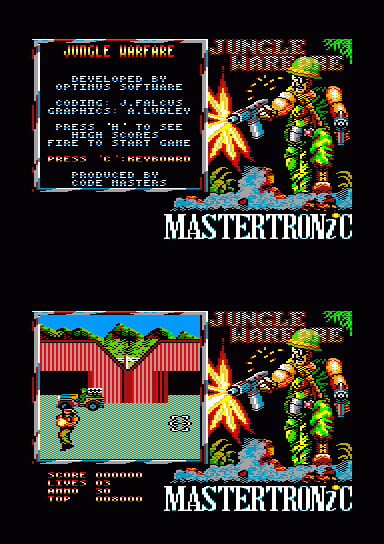 JUNGLE WARFARE
DEVELOPED BY
OPTIMUS SOFTWARE
CODING: J.FALCUS
GRAPHICS: A.LUDLEY
PRESS 'H' TO SEE
HIGH SCORES
FIRE TO START GAME
PRESS 'C':KEYBOARD
PRODUCED BY
CODE MASTERS
JUNGLE
WARFARE
MASTERTRONiC
JUNGLE
WARFARE
SCORE 000000
LIVES 03
AMMO 30
TOP 008000
MASTERTRONiC